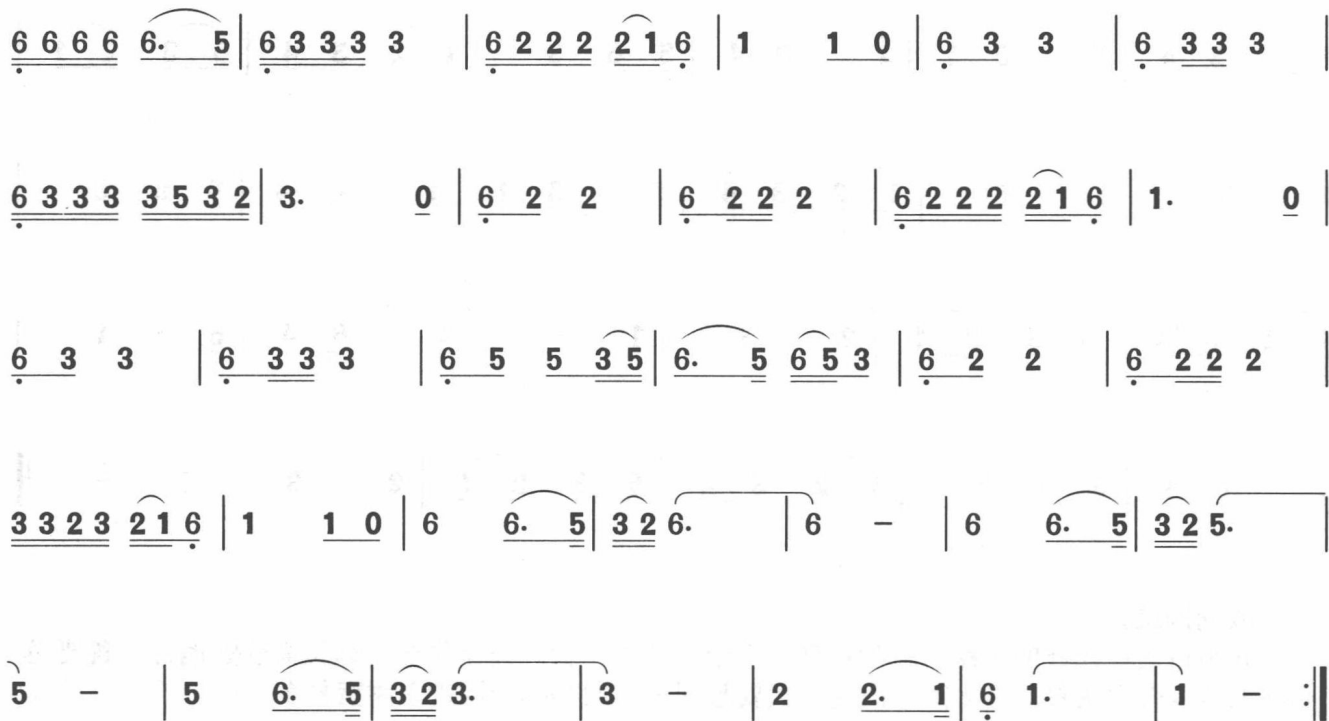 6 6 6 6 6. 5 | 6 3 3 3 3 | 6 2 2 2 2 1 6 | 1 1 0 | 6 3 3 | 6 3 3 3 |
6 3 3 3 3 5 3 2 | 3. 0 | 6 2 2 | 6 2 2 2 | 6 2 2 2 2 1 6 | 1. 0 |
6 3 3 | 6 3 3 3 | 6 5 5 3 5 | 6. 5 6 5 3 | 6 2 2 | 6 2 2 2 |
3 3 2 3 2 1 6 | 1 1 0 | 6 6. 5 | 3 2 6. | 6 – | 6 6. 5 | 3 2 5. |
5 – | 5 6. 5 | 3 2 3. | 3 – | 2 2. 1 | 6 1. | 1 – :|